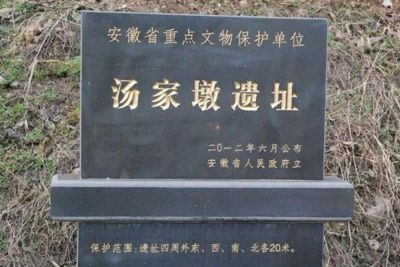 安徽省重点文物保护单位
汤家墩遗址
二〇一二年六月公布
安徽省人民政府立
保护范围:遗址四周外东、西、南、北各20米。